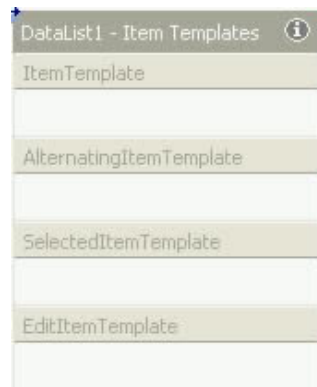 DataList1 - Item Templates
ItemTemplate
AlternatingItemTemplate
SelectedItemTemplate
EditItemTemplate